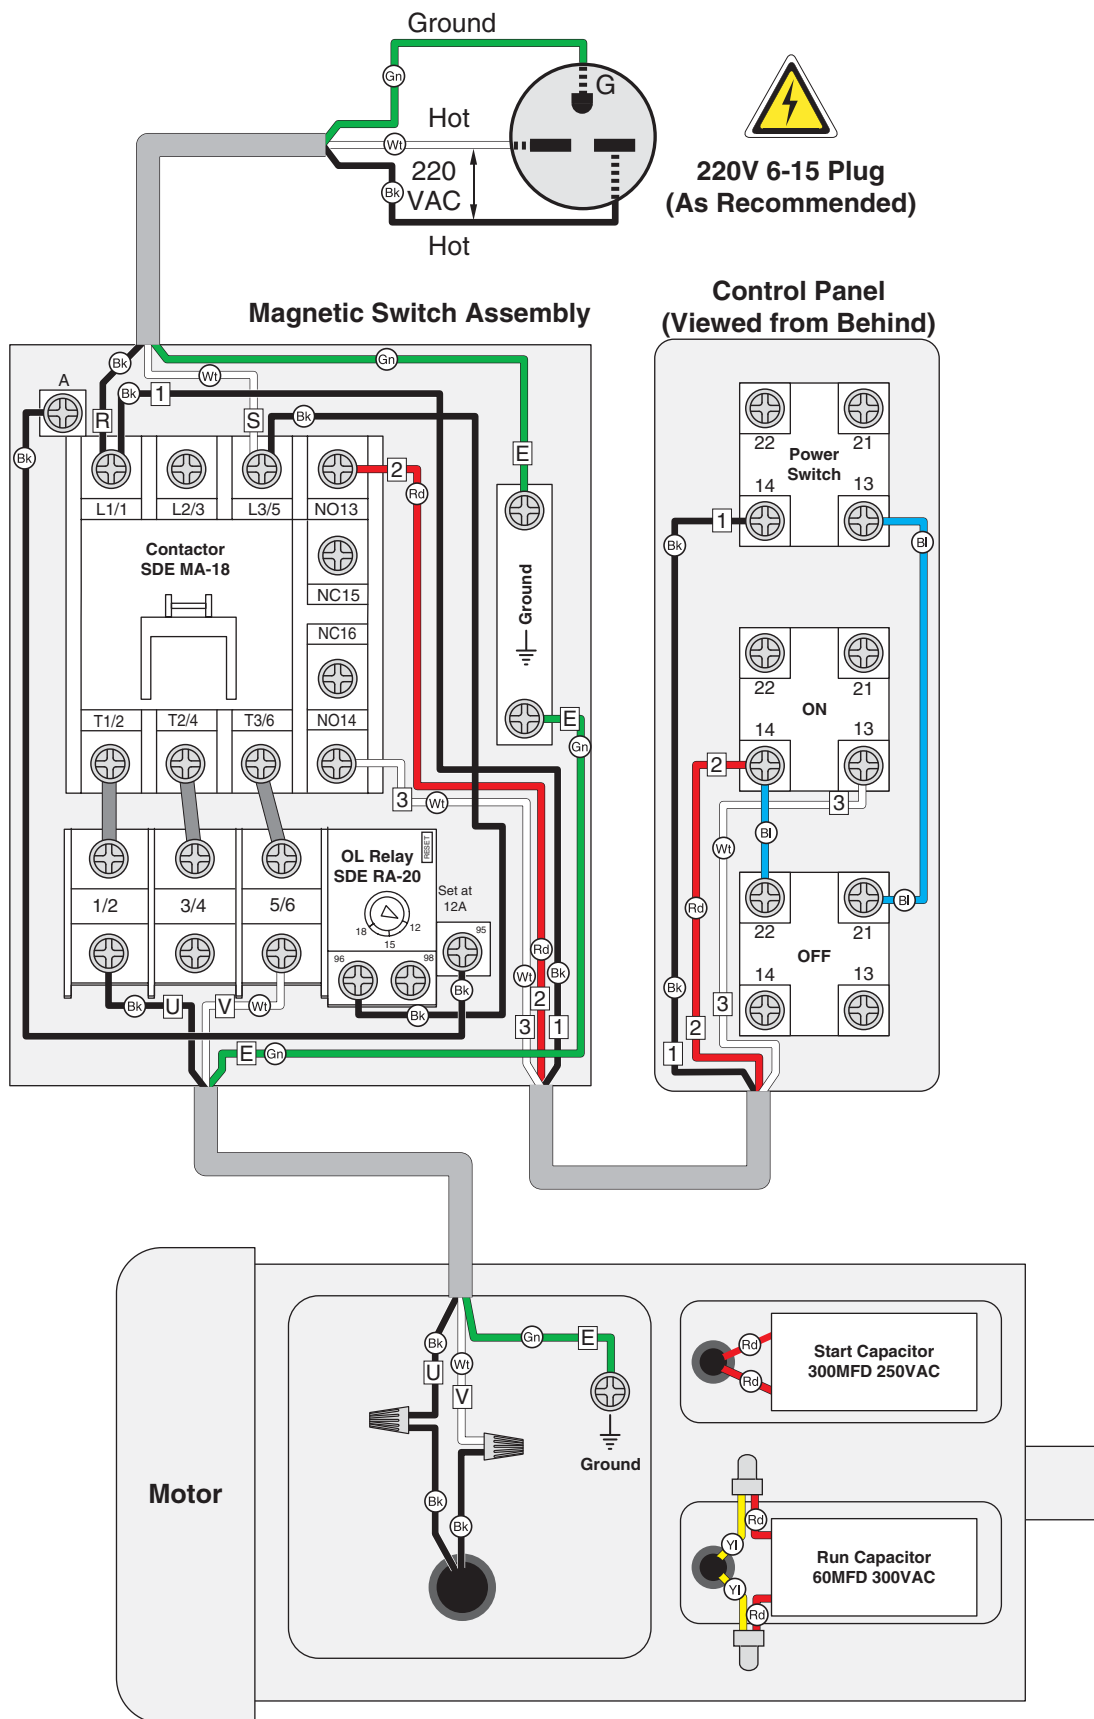 Ground
Gn
G
Hot
Wt
220
VAC
Bk
Hot
220V 6-15 Plug
(As Recommended)
Magnetic Switch Assembly
Control Panel
(Viewed from Behind)
A
Bk
Wt
Gn
Bk
1
R
S
Bk
Bk
E
2
Rd
L1/1
L2/3
L3/5
NO13
Contactor
SDE MA-18
NC15
NC16
Ground
T1/2
T2/4
T3/6
NO14
E
Gn
3
Wt
OL Relay
SDE RA-20
RESET
Set at
12A
1/2
3/4
5/6
18
15
12
95
96
98
Bk
Bk
Rd
Wt
Bk
2
3
1
Bk
U
V
Wt
E
Gn
22
21
Power
Switch
14
13
1
Bk
Bl
22
21
ON
14
13
2
3
Bl
Wt
Rd
Bl
22
21
OFF
14
13
Bk
3
2
1
Motor
Bk
U
Wt
V
Gn
E
Ground
Bk
Bk
Rd
Rd
Start Capacitor
300MFD 250VAC
Rd
Yl
Yl
Rd
Run Capacitor
60MFD 300VAC